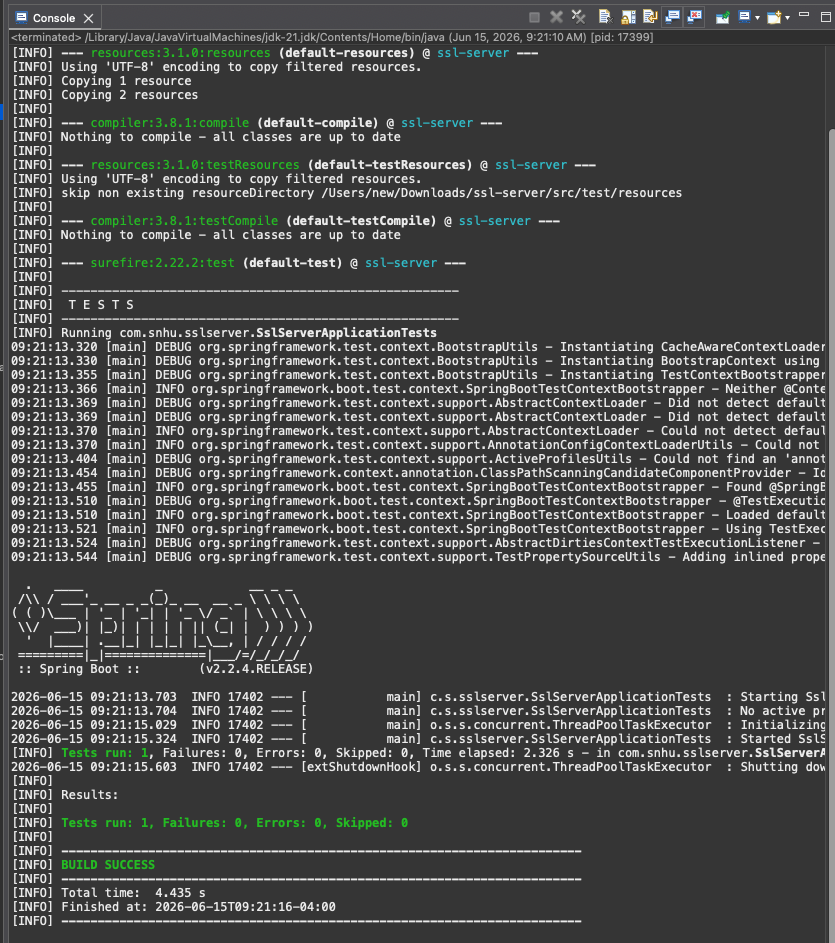 Console
<terminated> /Library/Java/JavaVirtualMachines/jdk-21.jdk/Contents/Home/bin/java (Jun 15, 2026, 9:21:10 AM) [pid: 17399]
[INFO] --- resources:3.1.0:resources (default-resources) @ ssl-server ---
[INFO] Using 'UTF-8' encoding to copy filtered resources.
[INFO] Copying 1 resource
[INFO] Copying 2 resources
[INFO]
[INFO] --- compiler:3.8.1:compile (default-compile) @ ssl-server ---
[INFO] Nothing to compile - all classes are up to date
[INFO]
[INFO] --- resources:3.1.0:testResources (default-testResources) @ ssl-server ---
[INFO] Using 'UTF-8' encoding to copy filtered resources.
[INFO] skip non existing resourceDirectory /Users/new/Downloads/ssl-server/src/test/resources
[INFO]
[INFO] --- compiler:3.8.1:testCompile (default-testCompile) @ ssl-server ---
[INFO] Nothing to compile - all classes are up to date
[INFO]
[INFO] --- surefire:2.22.2:test (default-test) @ ssl-server ---
[INFO]
[INFO] -------------------------------------------------------
[INFO]  T E S T S
[INFO] -------------------------------------------------------
[INFO] Running com.snhu.sslserver.SslServerApplicationTests
09:21:13.320 [main] DEBUG org.springframework.test.context.BootstrapUtils - Instantiating CacheAwareContextLoader
09:21:13.330 [main] DEBUG org.springframework.test.context.BootstrapUtils - Instantiating BootstrapContext using
09:21:13.355 [main] DEBUG org.springframework.test.context.BootstrapUtils - Instantiating TestContextBootstrapper
09:21:13.366 [main] INFO org.springframework.boot.test.context.SpringBootTestContextBootstrapper - Neither @Conte
09:21:13.369 [main] DEBUG org.springframework.test.context.support.AbstractContextLoader - Did not detect default
09:21:13.369 [main] DEBUG org.springframework.test.context.support.AbstractContextLoader - Did not detect default
09:21:13.370 [main] INFO org.springframework.test.context.support.AbstractContextLoader - Could not detect defaul
09:21:13.370 [main] INFO org.springframework.test.context.support.AnnotationConfigContextLoaderUtils - Could not
09:21:13.404 [main] DEBUG org.springframework.test.context.support.ActiveProfilesUtils - Could not find an 'annot
09:21:13.454 [main] DEBUG org.springframework.context.annotation.ClassPathScanningCandidateComponentProvider - Id
09:21:13.455 [main] INFO org.springframework.boot.test.context.SpringBootTestContextBootstrapper - Found @SpringB
09:21:13.510 [main] DEBUG org.springframework.boot.test.context.SpringBootTestContextBootstrapper - @TestExecutio
09:21:13.510 [main] INFO org.springframework.boot.test.context.SpringBootTestContextBootstrapper - Loaded default
09:21:13.521 [main] INFO org.springframework.boot.test.context.SpringBootTestContextBootstrapper - Using TestExec
09:21:13.524 [main] DEBUG org.springframework.test.context.support.AbstractDirtiesContextTestExecutionListener -
09:21:13.544 [main] DEBUG org.springframework.test.context.support.TestPropertySourceUtils - Adding inlined prope
  .   ____          _            __ _ _
 /\\ / ___'_ __ _ _(_)_ __  __ _ \ \ \ \
( ( )\___ | '_ | '_| | '_ \/ _` | \ \ \ \
 \\/  ___)| |_)| | | | | || (_| |  ) ) ) )
  '  |____| .__|_| |_|_| |_\__, | / / / /
 =========|_|==============|___/=/_/_/_/
 :: Spring Boot ::        (v2.2.4.RELEASE)
2026-06-15 09:21:13.703  INFO 17402 --- [           main] c.s.sslserver.SslServerApplicationTests  : Starting Ssl
2026-06-15 09:21:13.704  INFO 17402 --- [           main] c.s.sslserver.SslServerApplicationTests  : No active pr
2026-06-15 09:21:15.029  INFO 17402 --- [           main] o.s.s.concurrent.ThreadPoolTaskExecutor  : Initializing
2026-06-15 09:21:15.324  INFO 17402 --- [           main] c.s.sslserver.SslServerApplicationTests  : Started SslS
[INFO] Tests run: 1, Failures: 0, Errors: 0, Skipped: 0, Time elapsed: 2.326 s - in com.snhu.sslserver.SslServerA
2026-06-15 09:21:15.603  INFO 17402 --- [extShutdownHook] o.s.s.concurrent.ThreadPoolTaskExecutor  : Shutting dow
[INFO]
[INFO] Results:
[INFO]
[INFO] Tests run: 1, Failures: 0, Errors: 0, Skipped: 0
[INFO]
[INFO] ------------------------------------------------------------------------
[INFO] BUILD SUCCESS
[INFO] ------------------------------------------------------------------------
[INFO] Total time:  4.435 s
[INFO] Finished at: 2026-06-15T09:21:16-04:00
[INFO] ------------------------------------------------------------------------